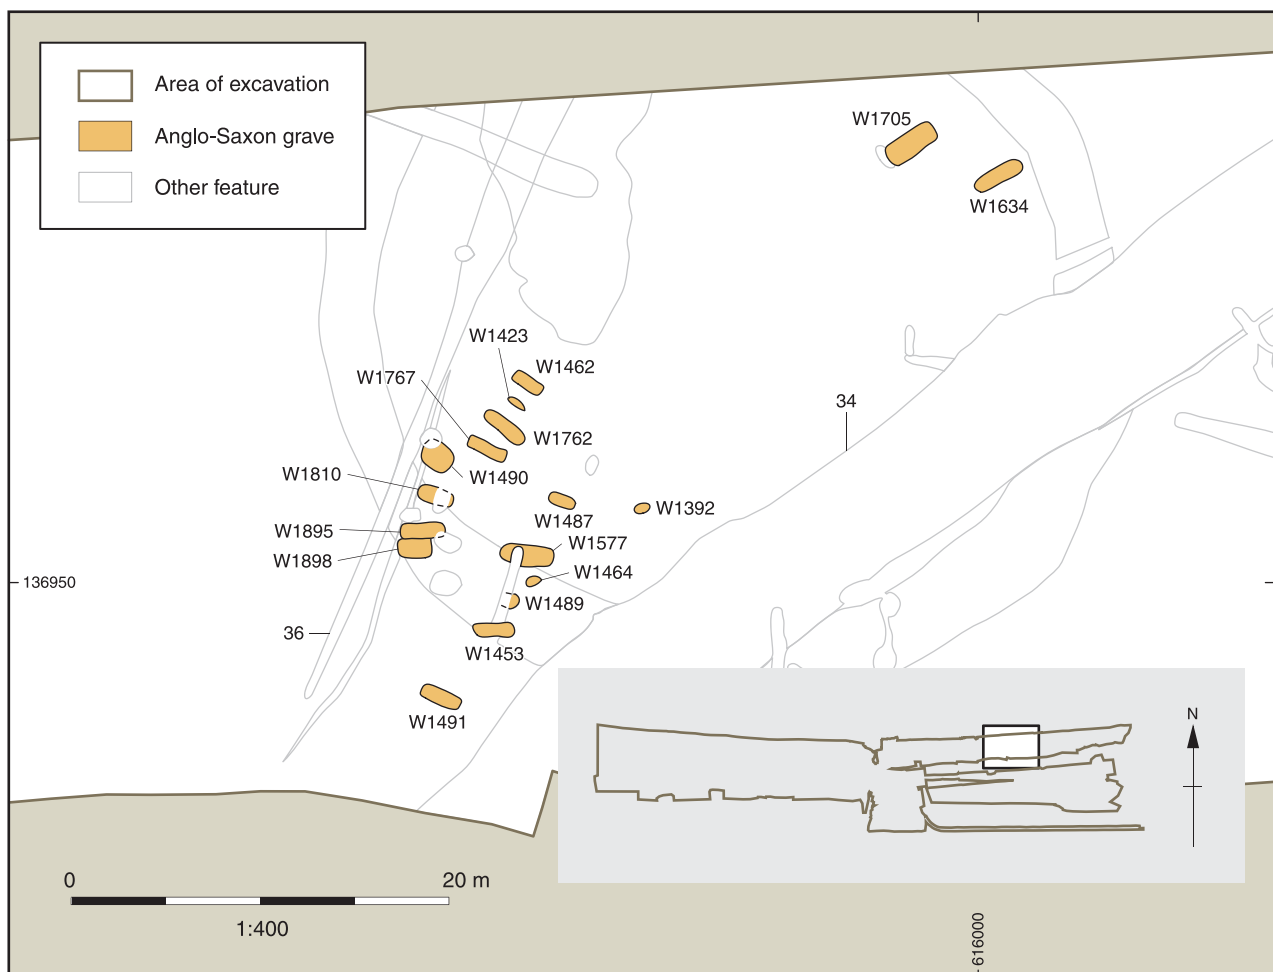 Area of excavation
Anglo-Saxon grave
Other feature
W1705
W1634
W1423
W1462
W1767
W1762
34
W1490
W1810
W1487
W1392
W1895
W1577
W1898
W1464
136950
W1489
36
W1453
W1491
N
0 20 m
1:400
616000